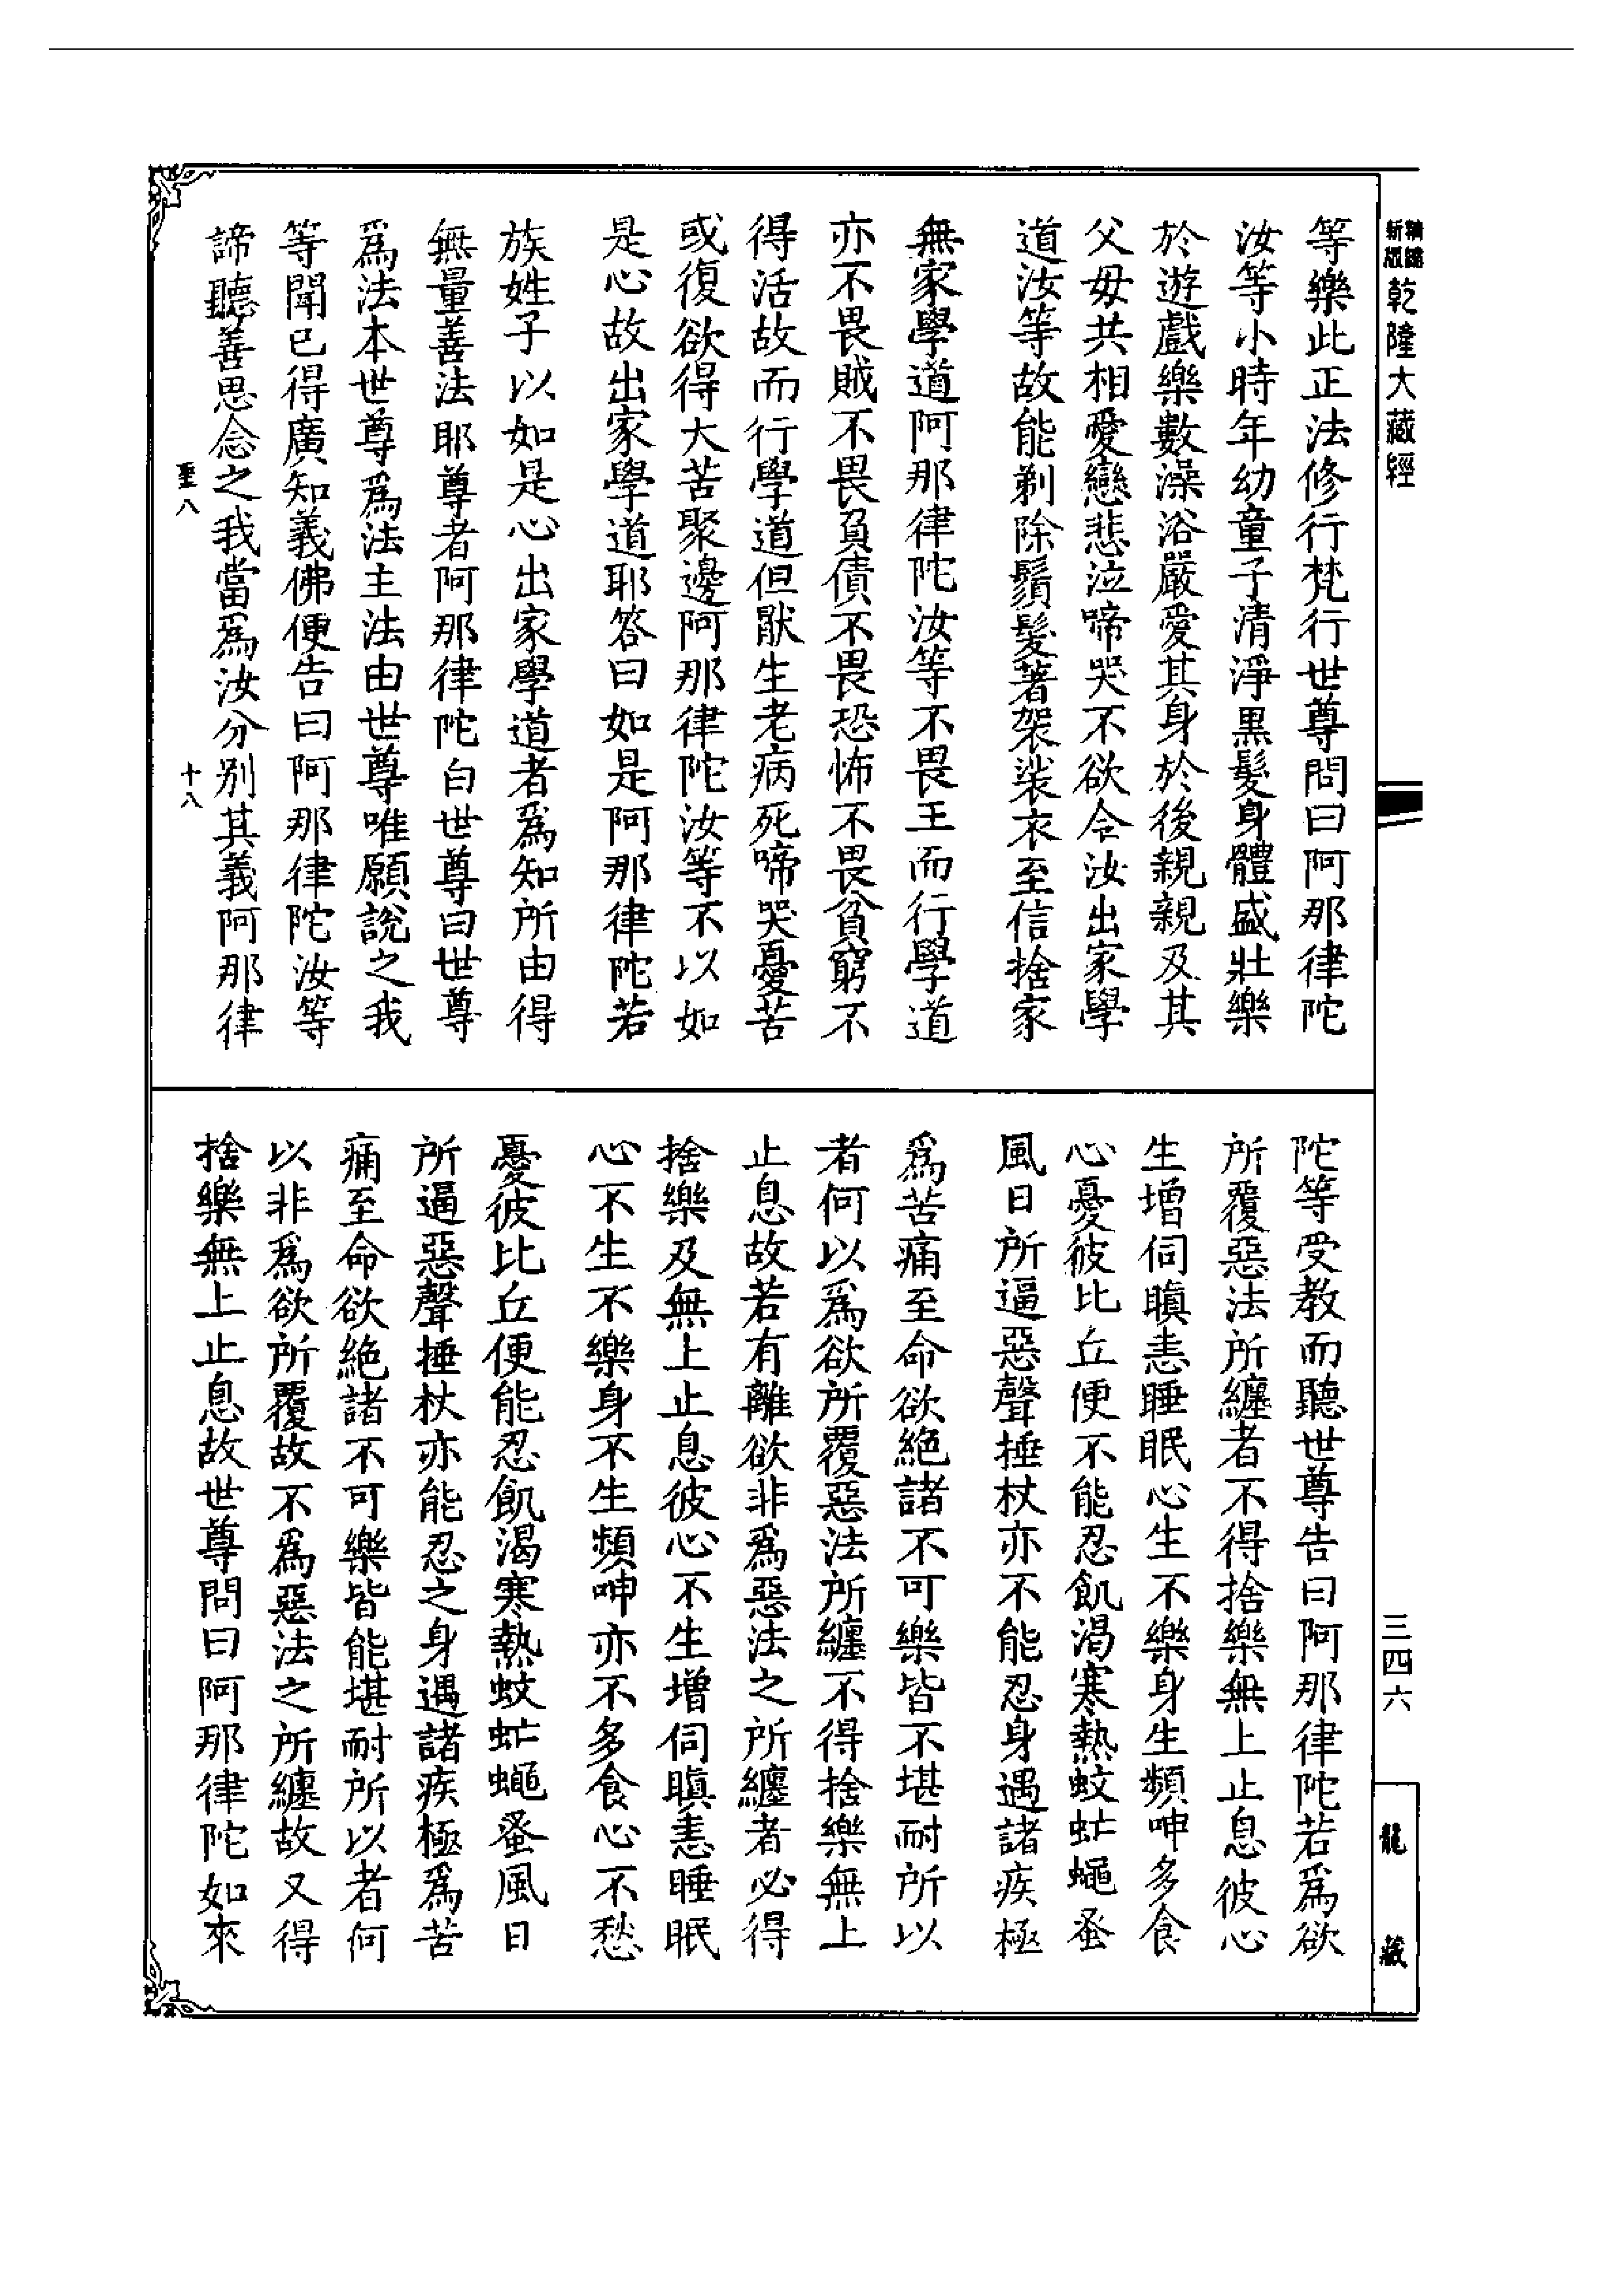 新版
精縮
乾隆大藏經
等樂此正法修行梵行世尊問曰阿那律陀
汝等小時年幼童子清淨黑髮身體盛壯樂
於遊戲樂數澡浴嚴愛其身於後親親及其
父母共相愛戀悲泣啼哭不欲令汝出家學
道汝等故能剃除鬚髮著袈裟衣至信捨家
無家學道阿那律陀汝等不畏王而行學道
亦不畏賊不畏負債不畏恐怖不畏貧窮不
得活故而行學道但猒生老病死啼哭憂苦
或復欲得大苦聚邊阿那律陀汝等不以如
是心故出家學道耶答曰如是阿那律陀若
族姓子以如是心出家學道者爲知所由得
無量善法耶尊者阿那律陀白世尊曰世尊
爲法本世尊爲法主法由世尊唯願說之我
等聞已得廣知義佛便告曰阿那律陀汝等
諦聽善思念之我當爲汝分別其義阿那律
至八
十八
陀等受教而聽世尊告曰阿那律陀若爲欲
所覆惡法所纏者不得捨樂無上止息彼心
生增伺瞋恚睡眠心生不樂身生頻呻多食
心憂彼比丘便不能忍飢渴寒熱蚊虻蠅蚤
風日所逼惡聲捶杖亦不能忍身遇諸疾極
爲苦痛至命欲絕諸不可樂皆不堪耐所以
者何以爲欲所覆惡法所纏不得捨樂無上
止息故若有離欲非爲惡法之所纏者必得
捨樂及無上止息彼心不生增伺瞋恚睡眠
心不生不樂身不生頻呻亦不多食心不愁
憂彼比丘便能忍飢渴寒熱蚊虻蠅蚤風日
所逼惡聲捶杖亦能忍之身遇諸疾極爲苦
痛至命欲絕諸不可樂皆能堪耐所以者何
以非爲欲所覆故不爲惡法之所纏故又得
捨樂無上止息故世尊問曰阿那律陀如來
三四六
龍藏